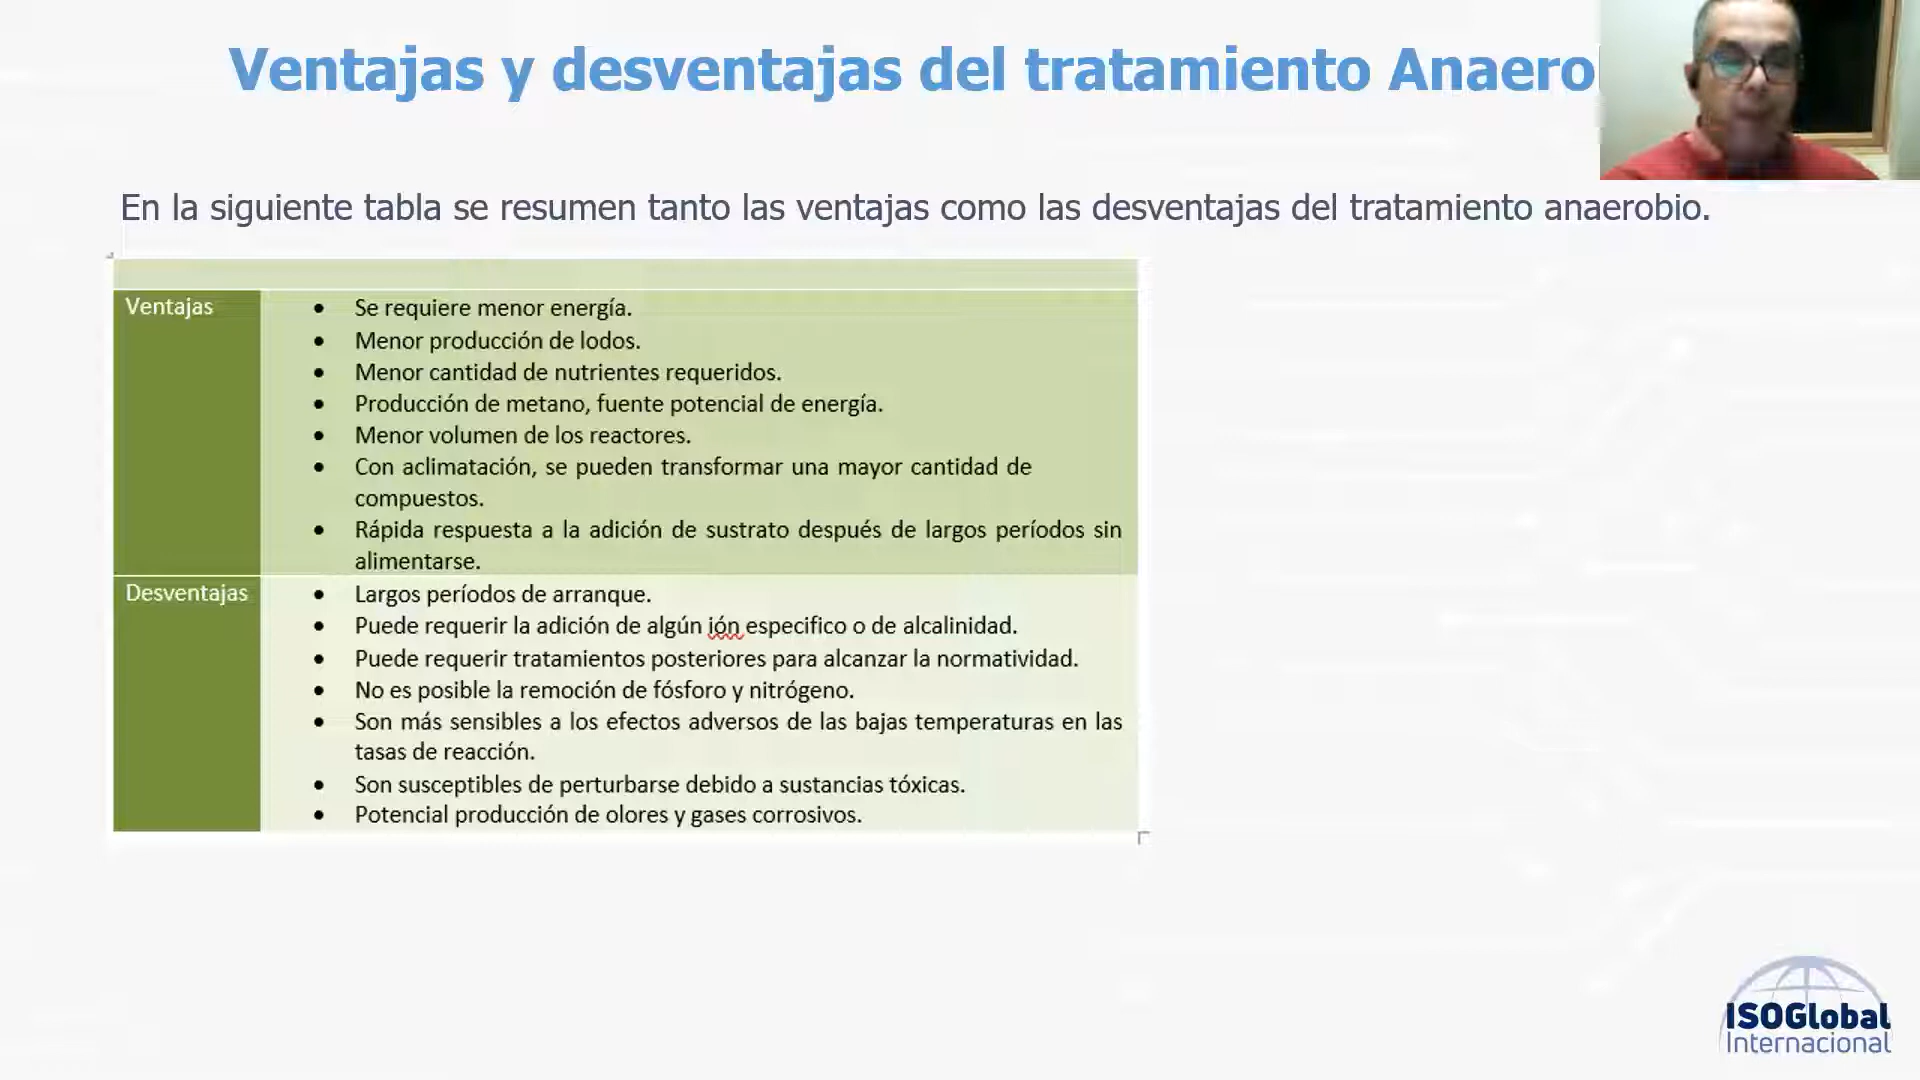 Ventajas y desventajas del tratamiento Anaero
En la siguiente tabla se resumen tanto las ventajas como las desventajas del tratamiento anaerobio.
Ventajas
• Se requiere menor energía.
• Menor producción de lodos.
• Menor cantidad de nutrientes requeridos.
• Producción de metano, fuente potencial de energía.
• Menor volumen de los reactores.
• Con aclimatación, se pueden transformar una mayor cantidad de
compuestos.
• Rápida respuesta a la adición de sustrato después de largos períodos sin
alimentarse.
Desventajas
• Largos períodos de arranque.
• Puede requerir la adición de algún ión especifico o de alcalinidad.
• Puede requerir tratamientos posteriores para alcanzar la normatividad.
• No es posible la remoción de fósforo y nitrógeno.
• Son más sensibles a los efectos adversos de las bajas temperaturas en las
tasas de reacción.
• Son susceptibles de perturbarse debido a sustancias tóxicas.
• Potencial producción de olores y gases corrosivos.
ISOGlobal
Internacional